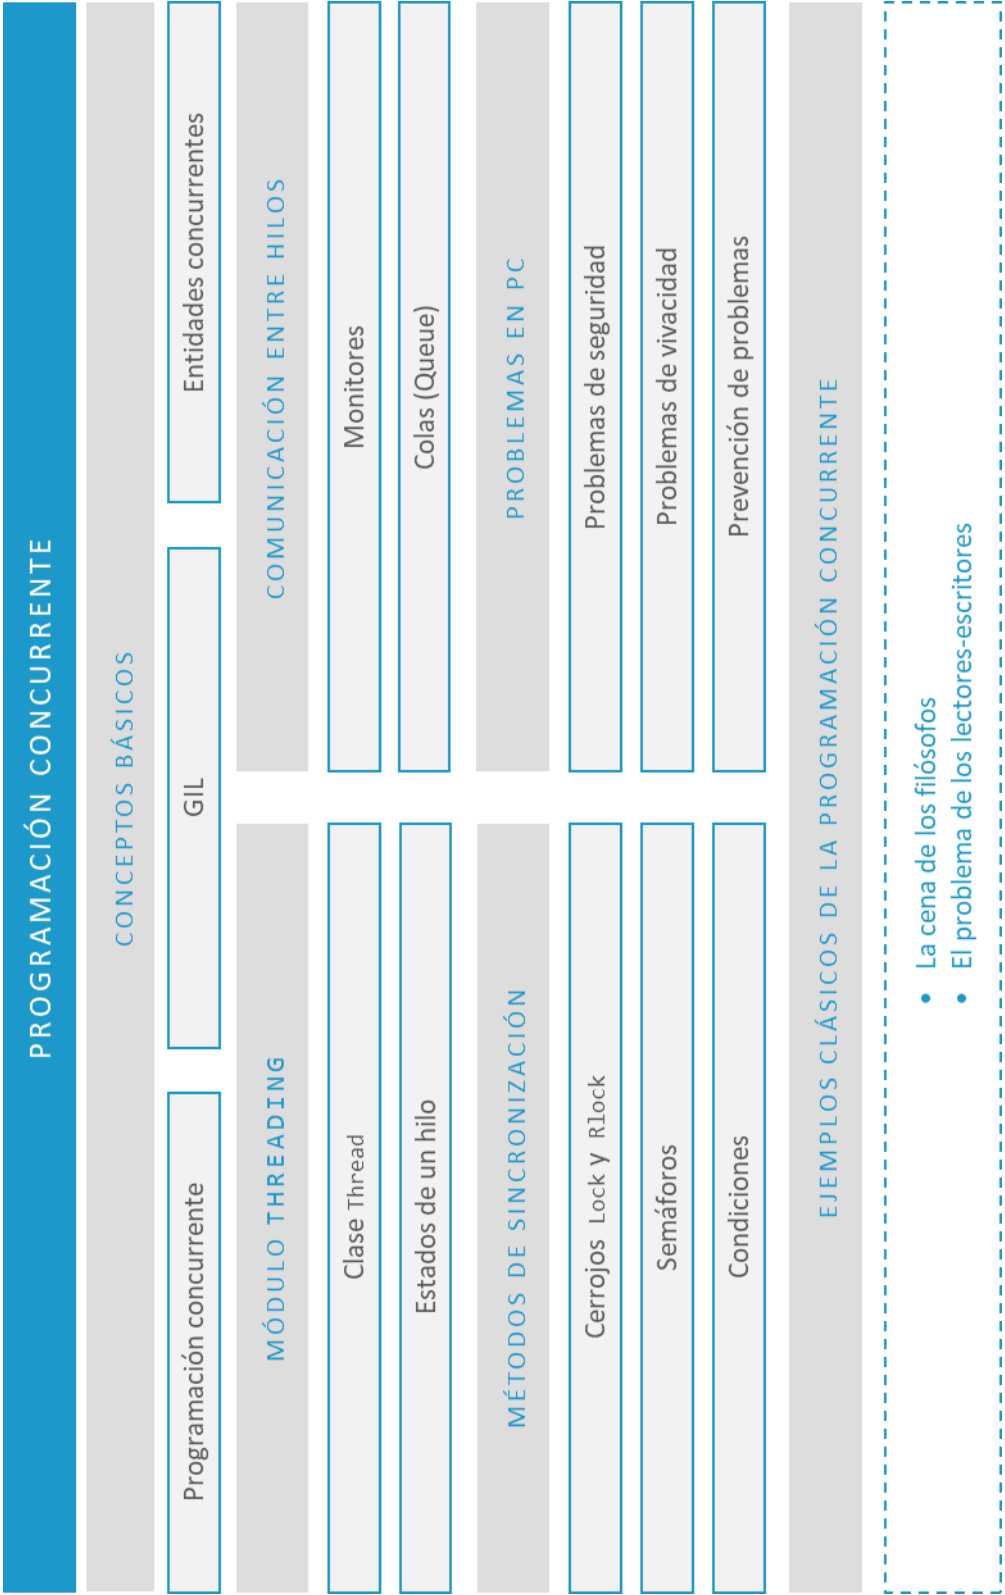 PROGRAMACIÓN CONCURRENTE
CONCEPTOS BÁSICOS
Programación concurrente
GIL
Entidades concurrentes
MÓDULO THREADING
Clase Thread
Estados de un hilo
COMUNICACIÓN ENTRE HILOS
Monitores
Colas (Queue)
MÉTODOS DE SINCRONIZACIÓN
Cerrojos Lock y Rlock
Semáforos
Condiciones
PROBLEMAS EN PC
Problemas de seguridad
Problemas de vivacidad
Prevención de problemas
EJEMPLOS CLÁSICOS DE LA PROGRAMACIÓN CONCURRENTE
• La cena de los filósofos
• El problema de los lectores-escritores